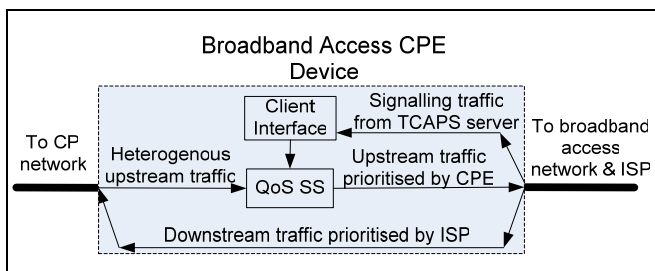 Broadband Access CPE
Device
Client
Interface
Signalling traffic
from TCAPS server
To CP
network
To broadband
access
network & ISP
Heterogenous
upstream traffic
QoS SS
Upstream traffic
prioritised by CPE
Downstream traffic prioritised by ISP